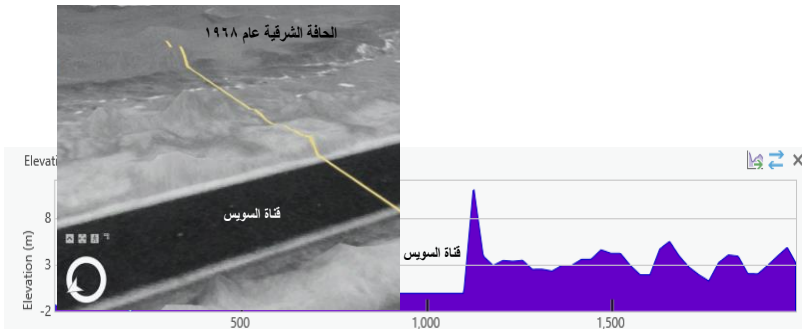 الحافة الشرقية عام ١٩٦٨
Elevati
قناة السويس
قناة السويس
Elevation (m)
8
3
-2
500
1,000
1,500